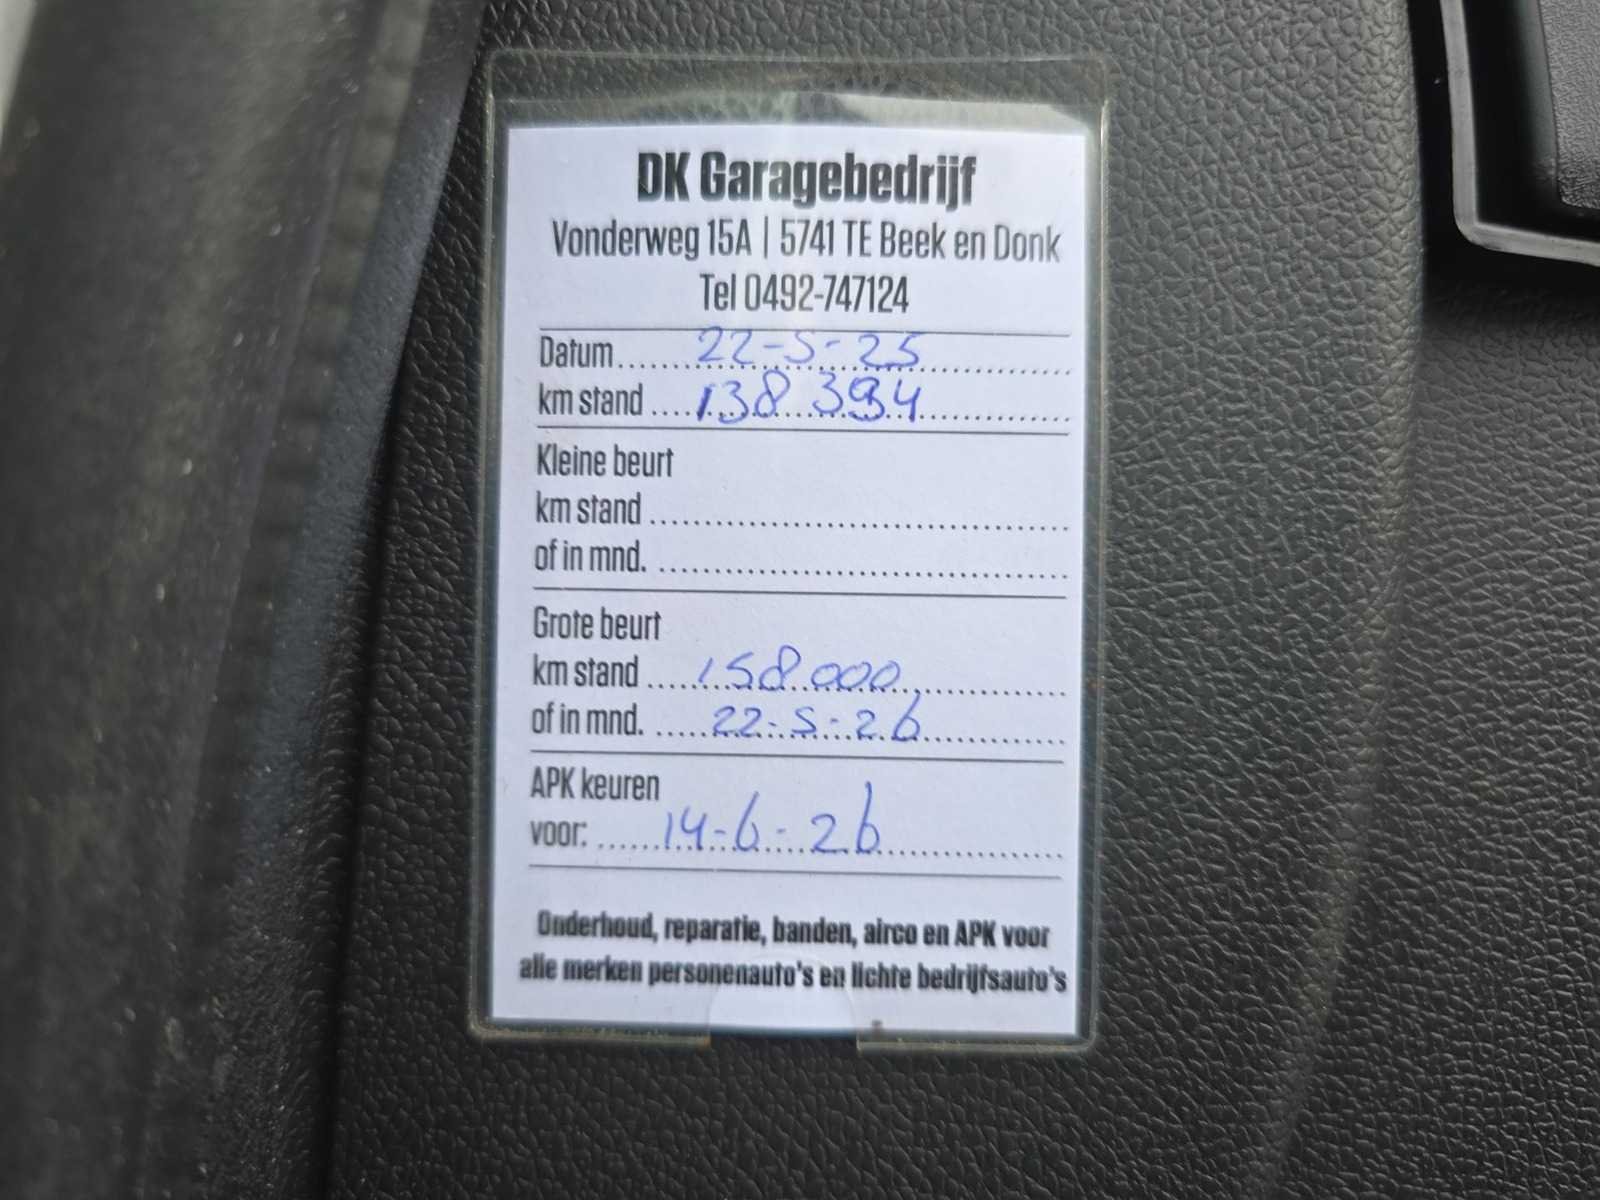 DK Garagebedrijf
Vonderweg 15A | 5741 TE Beek en Donk
Tel 0492-747124
Datum 22-5-25
km stand 138 394
Kleine beurt
km stand
of in mnd.
Grote beurt
km stand 158 000
of in mnd. 22-5-26
APK keuren
voor: 14-6-26
Onderhoud, reparatie, banden, airco en APK voor
alle merken personenauto's en lichte bedrijfsauto's